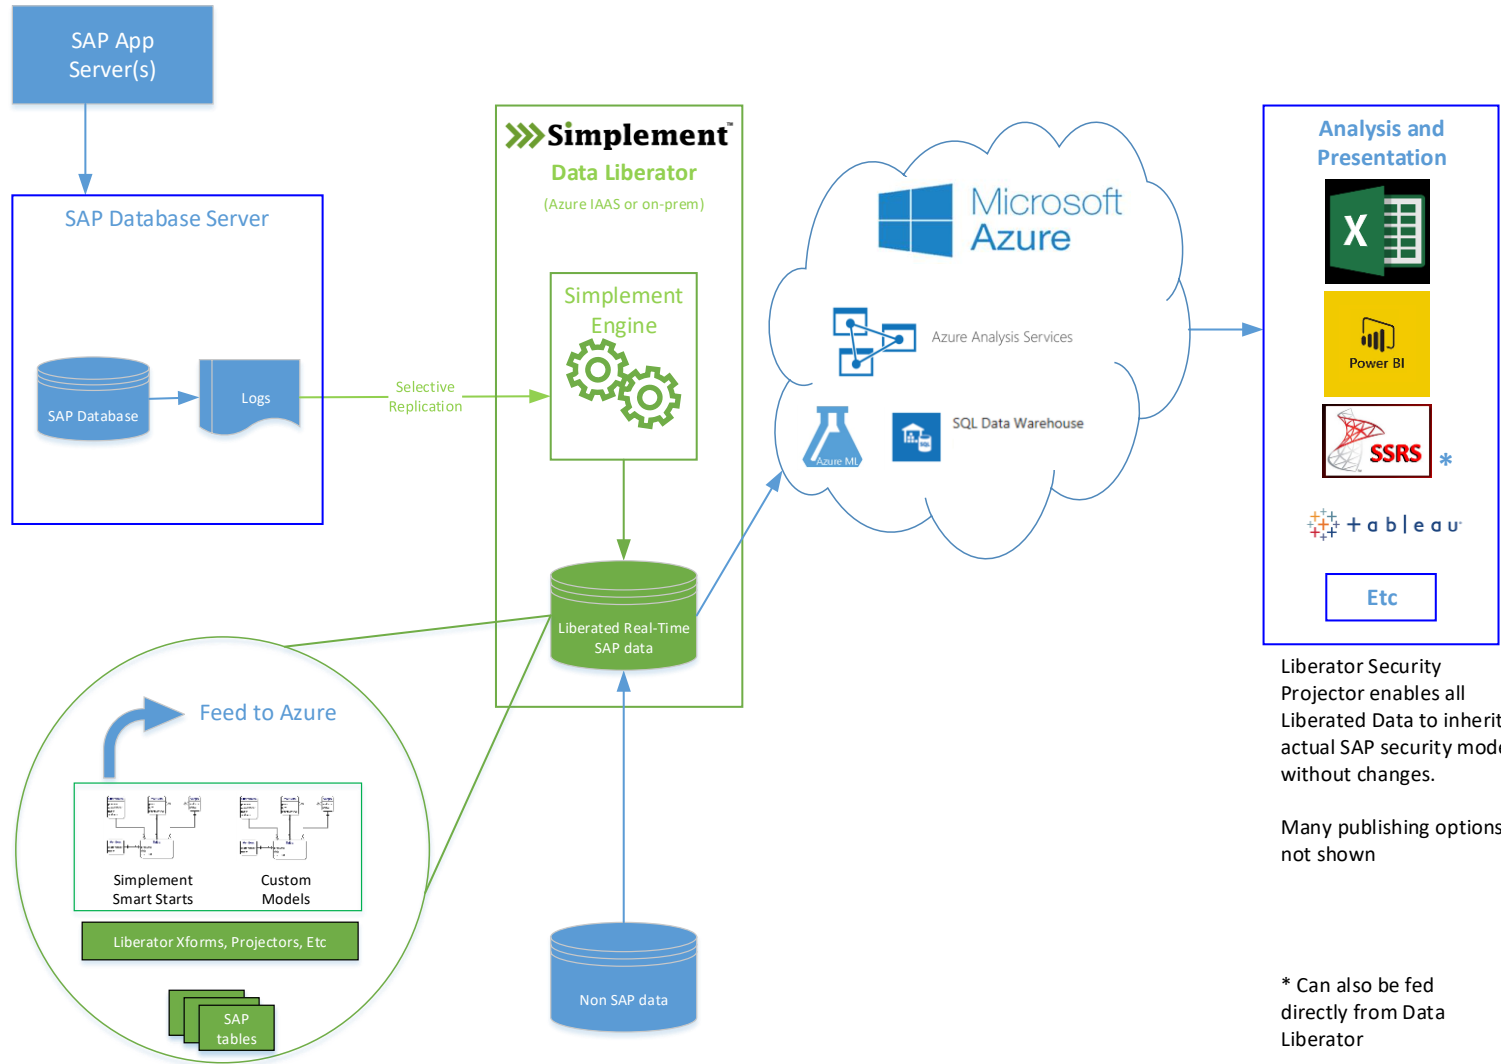 SAP App
Server(s)
SAP Database Server
SAP Database
Logs
Selective
Replication
Simplement™
Data Liberator
(Azure IAAS or on-prem)
Simplement
Engine
Liberated Real-Time
SAP data
Non SAP data
Microsoft
Azure
Azure Analysis Services
Azure ML
SQL
SQL Data Warehouse
Analysis and
Presentation
X
Power BI
SSRS
*
+ a b | e a u
Etc
Liberator Security
Projector enables all
Liberated Data to inherit
actual SAP security mode
without changes.
Many publishing options
not shown
* Can also be fed
directly from Data
Liberator
Feed to Azure
Simplement
Smart Starts
Custom
Models
Liberator Xforms, Projectors, Etc
SAP
tables